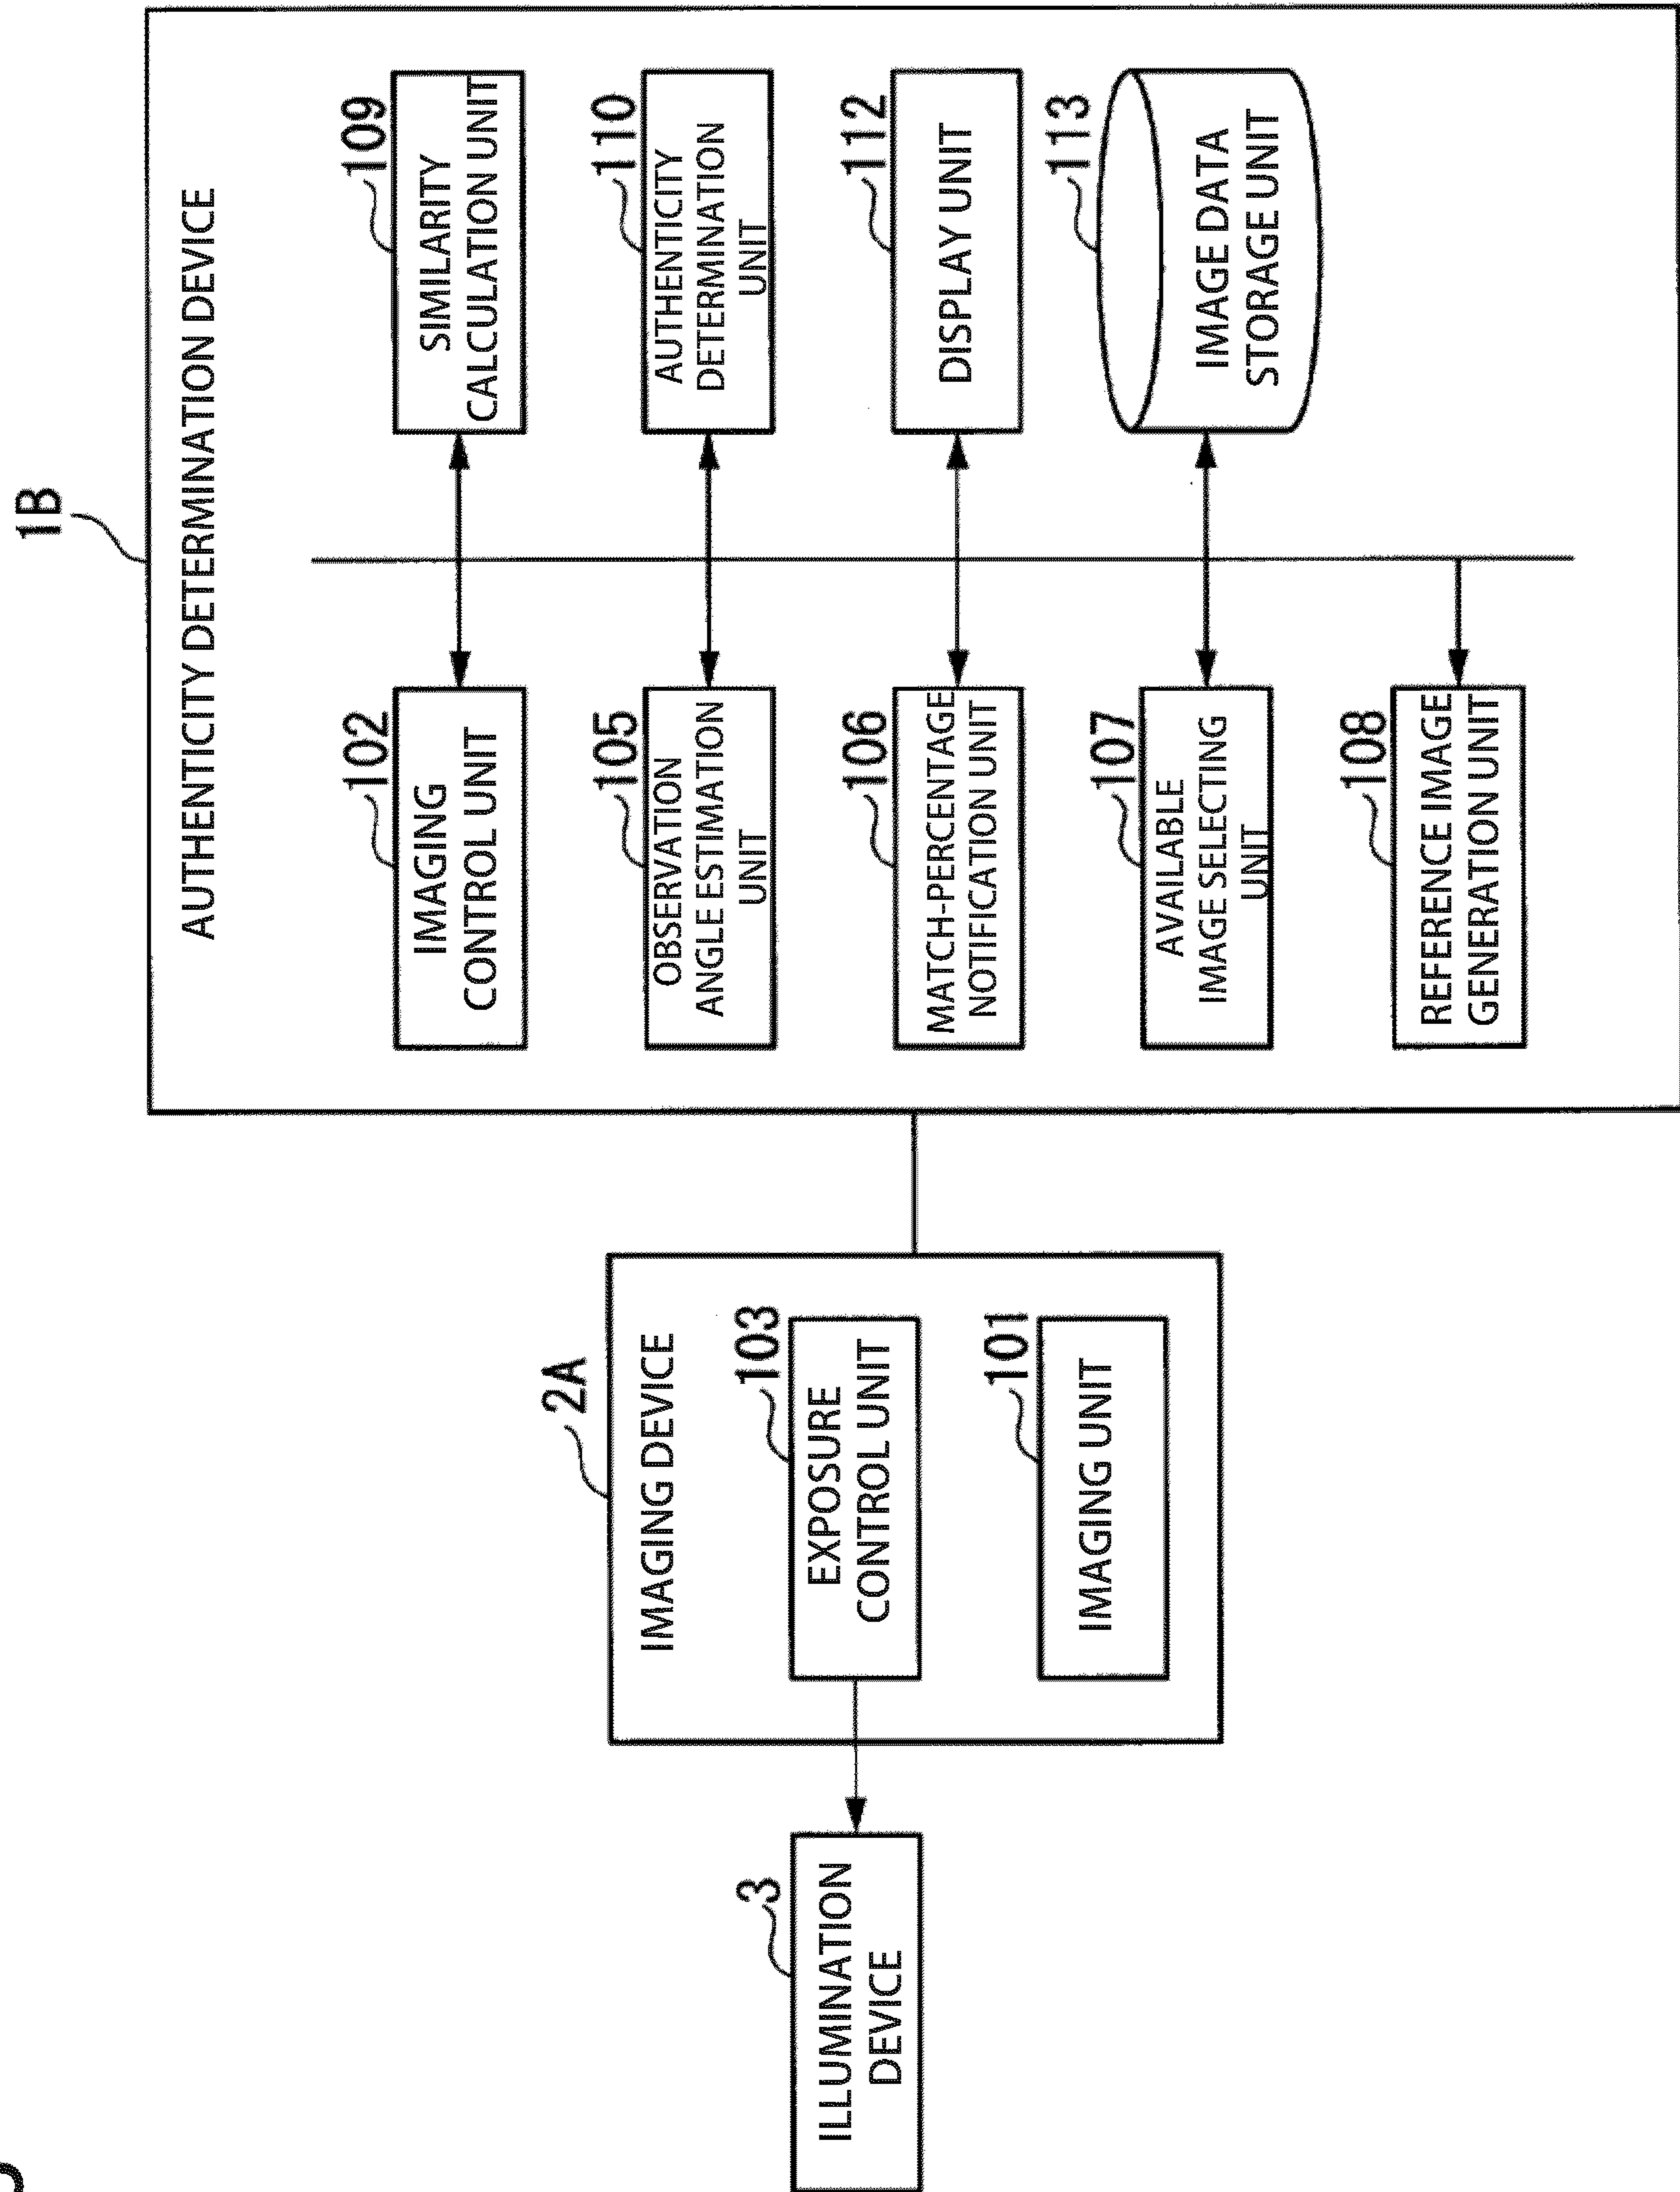 1B
AUTHENTICITY DETERMINATION DEVICE
102
IMAGING
CONTROL UNIT
109
SIMILARITY
CALCULATION UNIT
105
OBSERVATION
ANGLE ESTIMATION
UNIT
110
AUTHENTICITY
DETERMINATION
UNIT
106
MATCH-PERCENTAGE
NOTIFICATION UNIT
112
DISPLAY UNIT
107
AVAILABLE
IMAGE SELECTING
UNIT
113
IMAGE DATA
STORAGE UNIT
108
REFERENCE IMAGE
GENERATION UNIT
2A
IMAGING DEVICE
103
EXPOSURE
CONTROL UNIT
101
IMAGING UNIT
3
ILLUMINATION
DEVICE